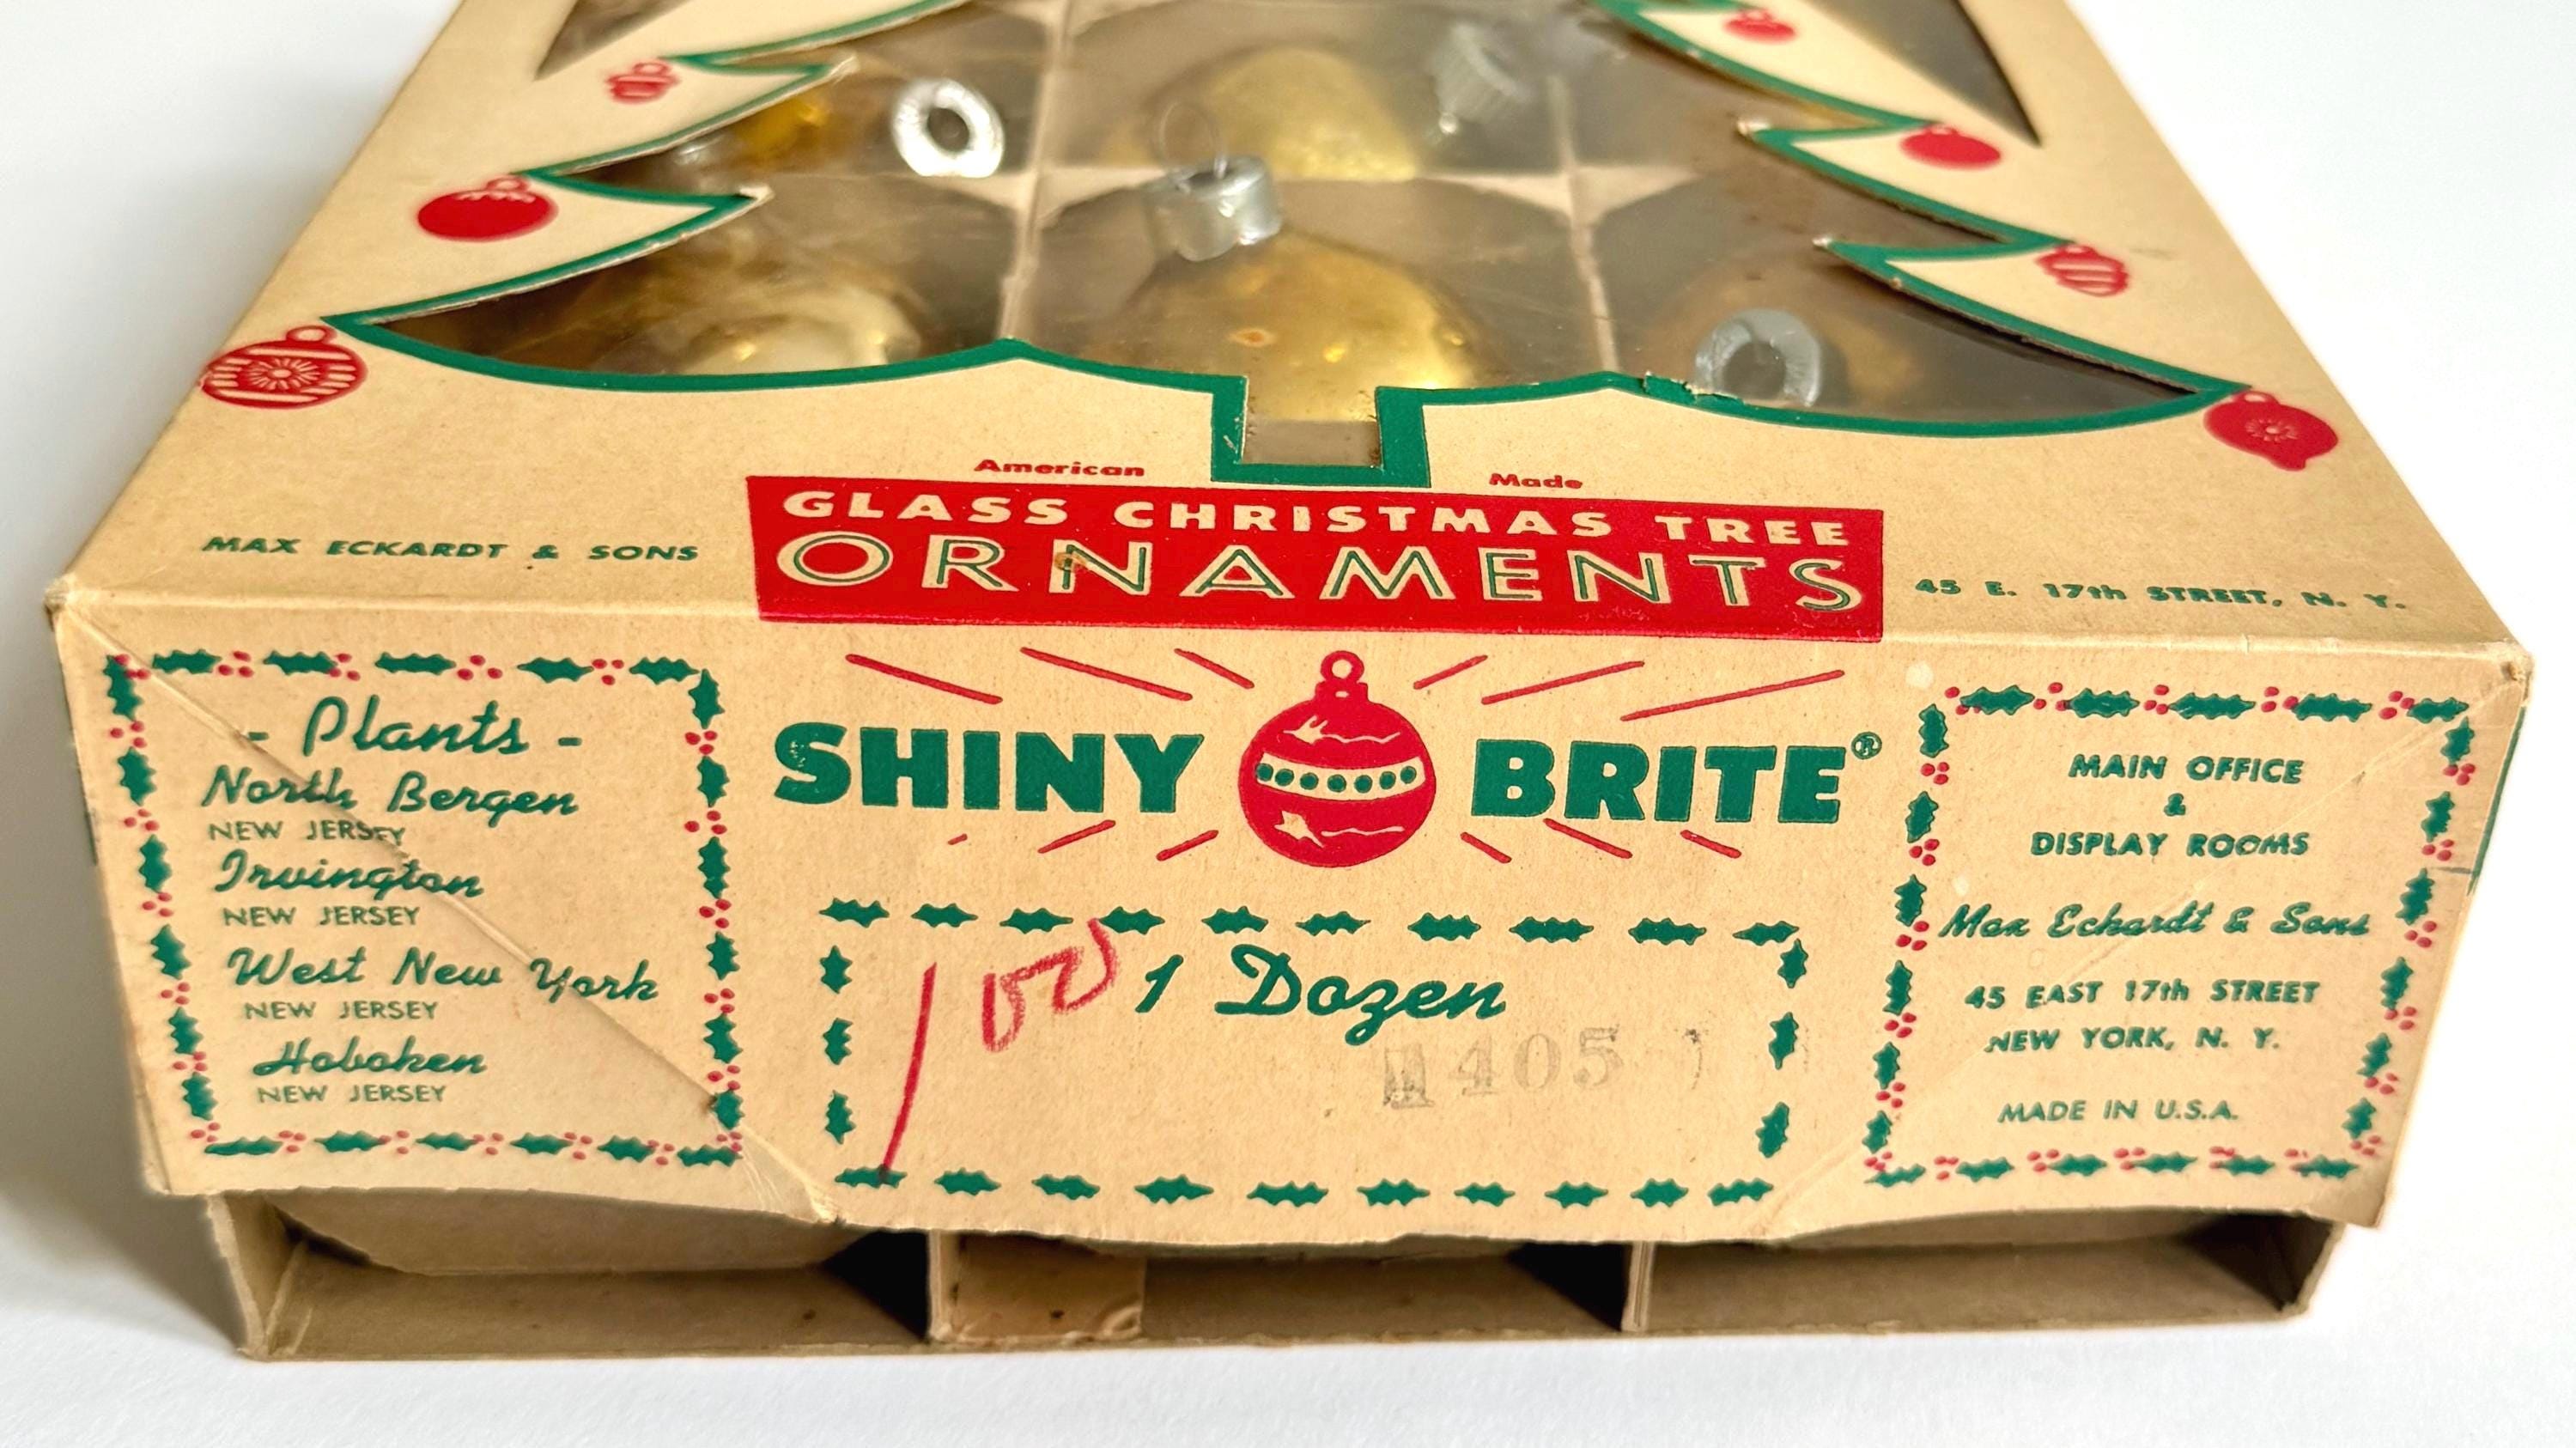 American Made
GLASS CHRISTMAS TREE
ORNAMENTS
MAX ECKARDT & SONS
45 E. 17th STREET, N. Y.
- Plants -
North Bergen
NEW JERSEY
Irvington
NEW JERSEY
West New York
NEW JERSEY
Hoboken
NEW JERSEY
SHINY BRITE®
100
1 Dozen
1405
MAIN OFFICE
&
DISPLAY ROOMS
Max Eckardt & Sons
45 EAST 17th STREET
NEW YORK, N. Y.
MADE IN U.S.A.